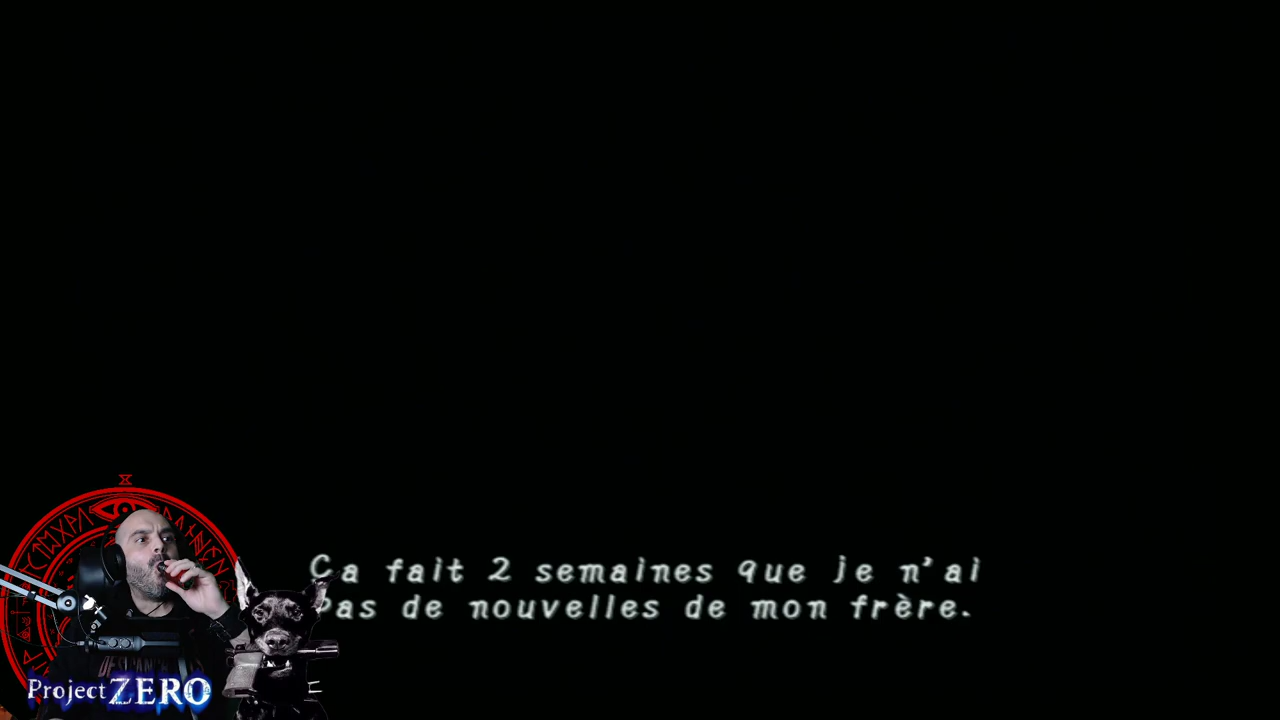 Ca fait 2 semaines que je n'ai
pas de nouvelles de mon frère.
Project ZERO